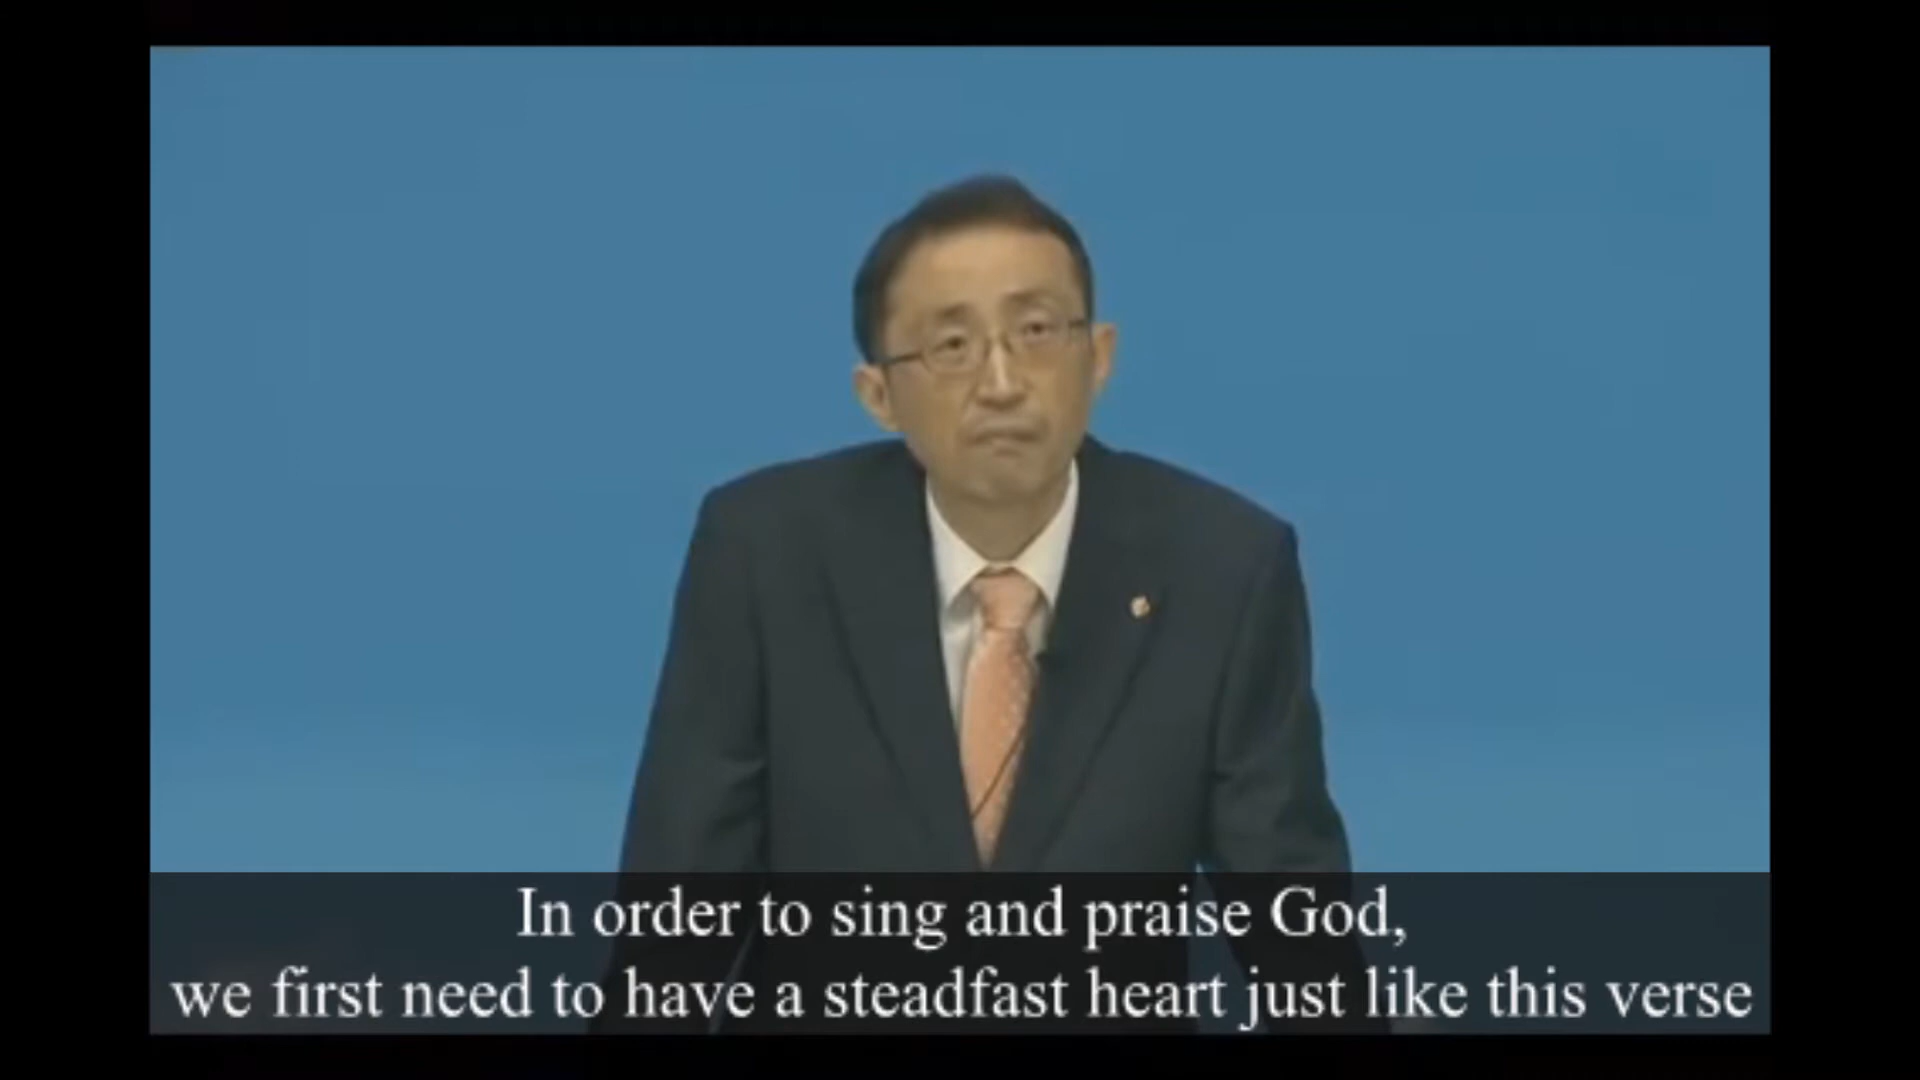 In order to sing and praise God,
we first need to have a steadfast heart just like this verse